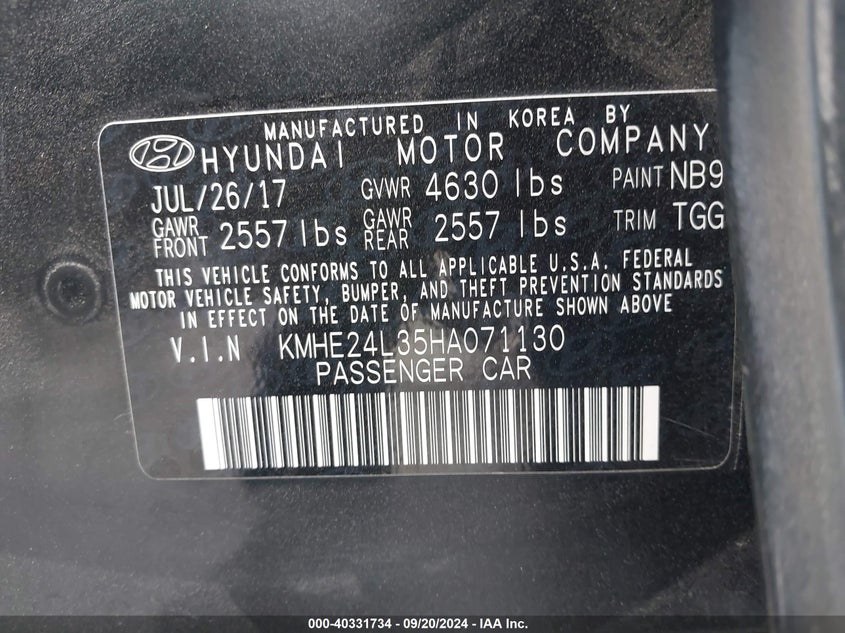 MANUFACTURED IN KOREA BY
HYUNDAI MOTOR COMPANY
JUL/26/17 GVWR 4630 lbs PAINT NB9
GAWR FRONT 2557 lbs GAWR REAR 2557 lbs TRIM TGG
THIS VEHICLE CONFORMS TO ALL APPLICABLE U.S.A. FEDERAL
MOTOR VEHICLE SAFETY, BUMPER, AND THEFT PREVENTION STANDARDS
IN EFFECT ON THE DATE OF MANUFACTURE SHOWN ABOVE
V.I.N KMHE24L35HA071130
PASSENGER CAR
000-40331734 - 09/20/2024 - IAA Inc.